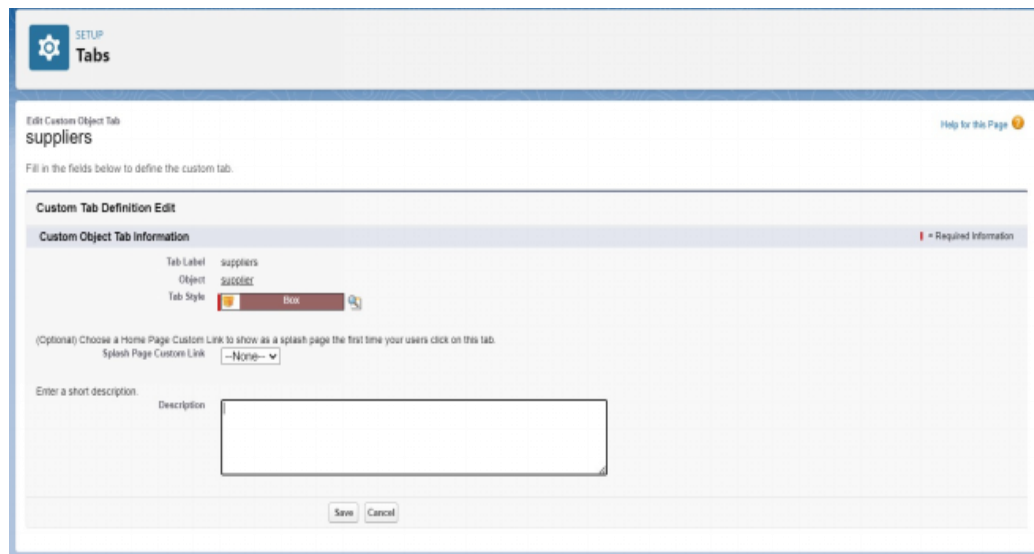 SETUP
Tabs
Edit Custom Object Tab
suppliers
Help for this Page
Fill in the fields below to define the custom tab.
Custom Tab Definition Edit
Custom Object Tab Information
= Required Information
Tab Label suppliers
Object supplier
Tab Style Box
(Optional) Choose a Home Page Custom Link to show as a splash page the first time your users click on this tab.
Splash Page Custom Link --None--
Enter a short description.
Description
Save Cancel